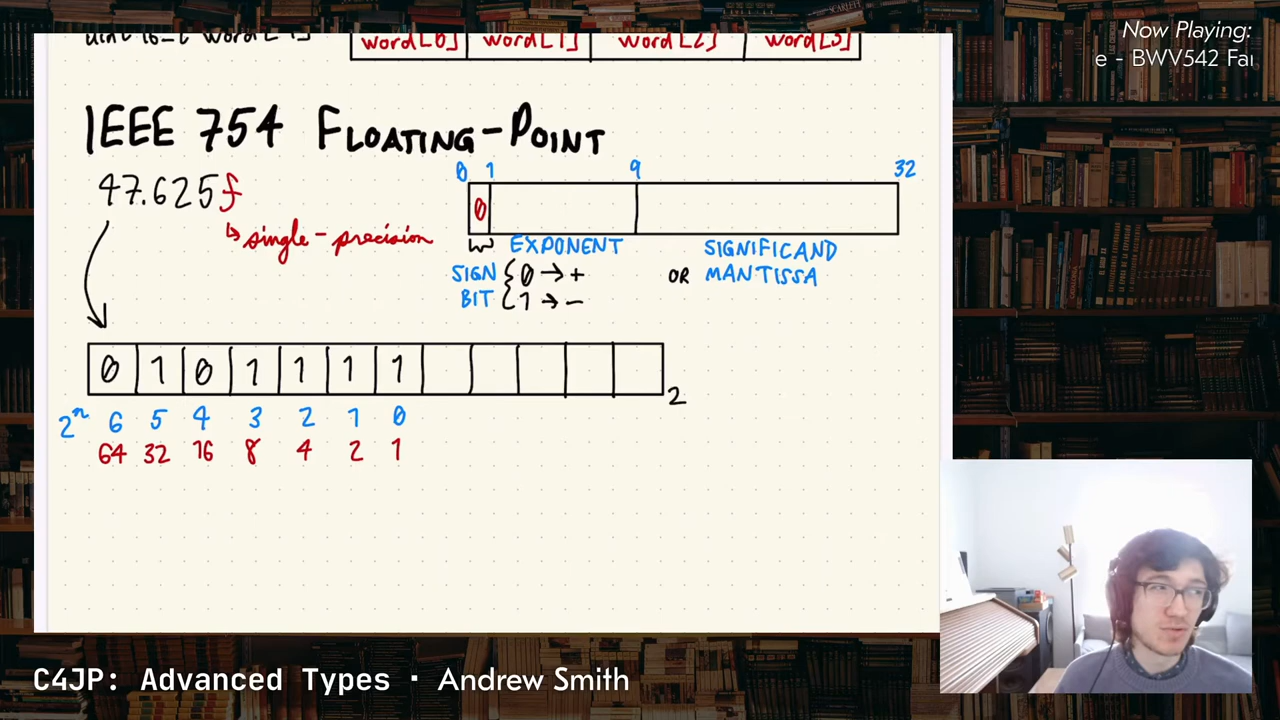 word[0] word[1] word[2] word[3]
Now Playing:
e - BWV542 Fai
IEEE 754 FLOATING-POINT
47.625f
↳ single-precision
0 1 9 32
0
EXPONENT
SIGN BIT { 0 → +
{ 1 → -
SIGNIFICAND
OR MANTISSA
0 1 0 1 1 1 1 2
2ⁿ 6 5 4 3 2 1 0
64 32 16 8 4 2 1
C4JP: Advanced Types · Andrew Smith